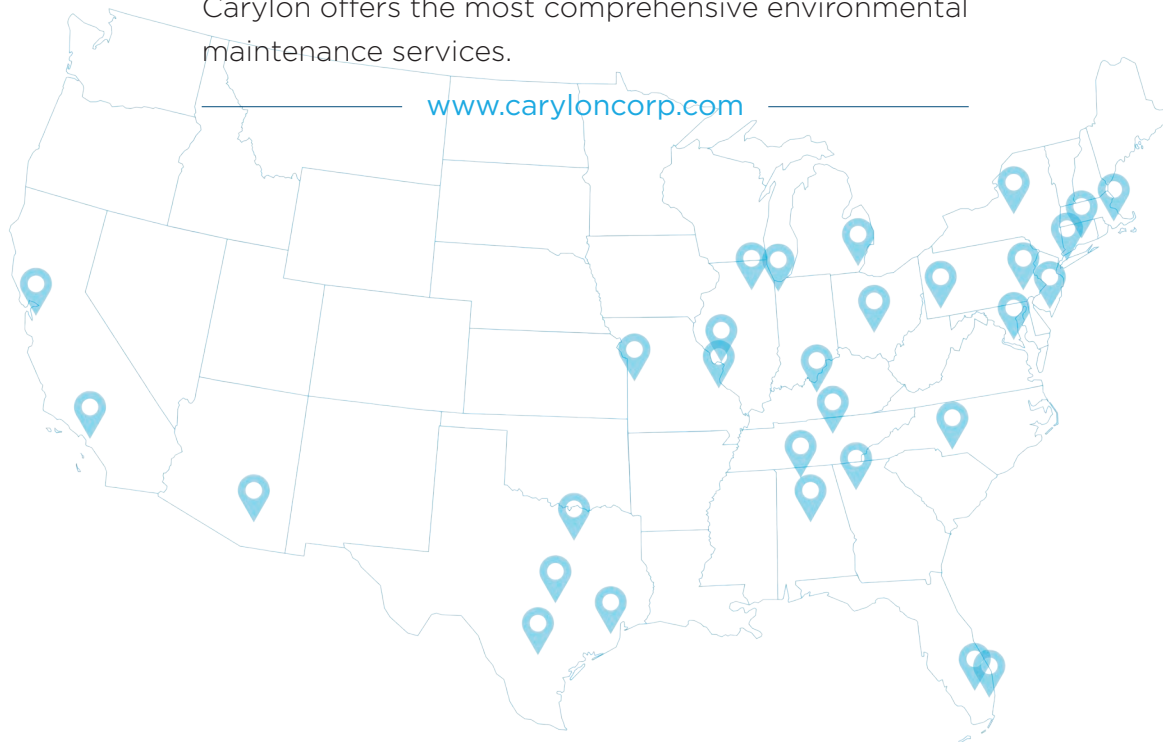 Carylon offers the most comprehensive environmental
maintenance services.
www.caryloncorp.com